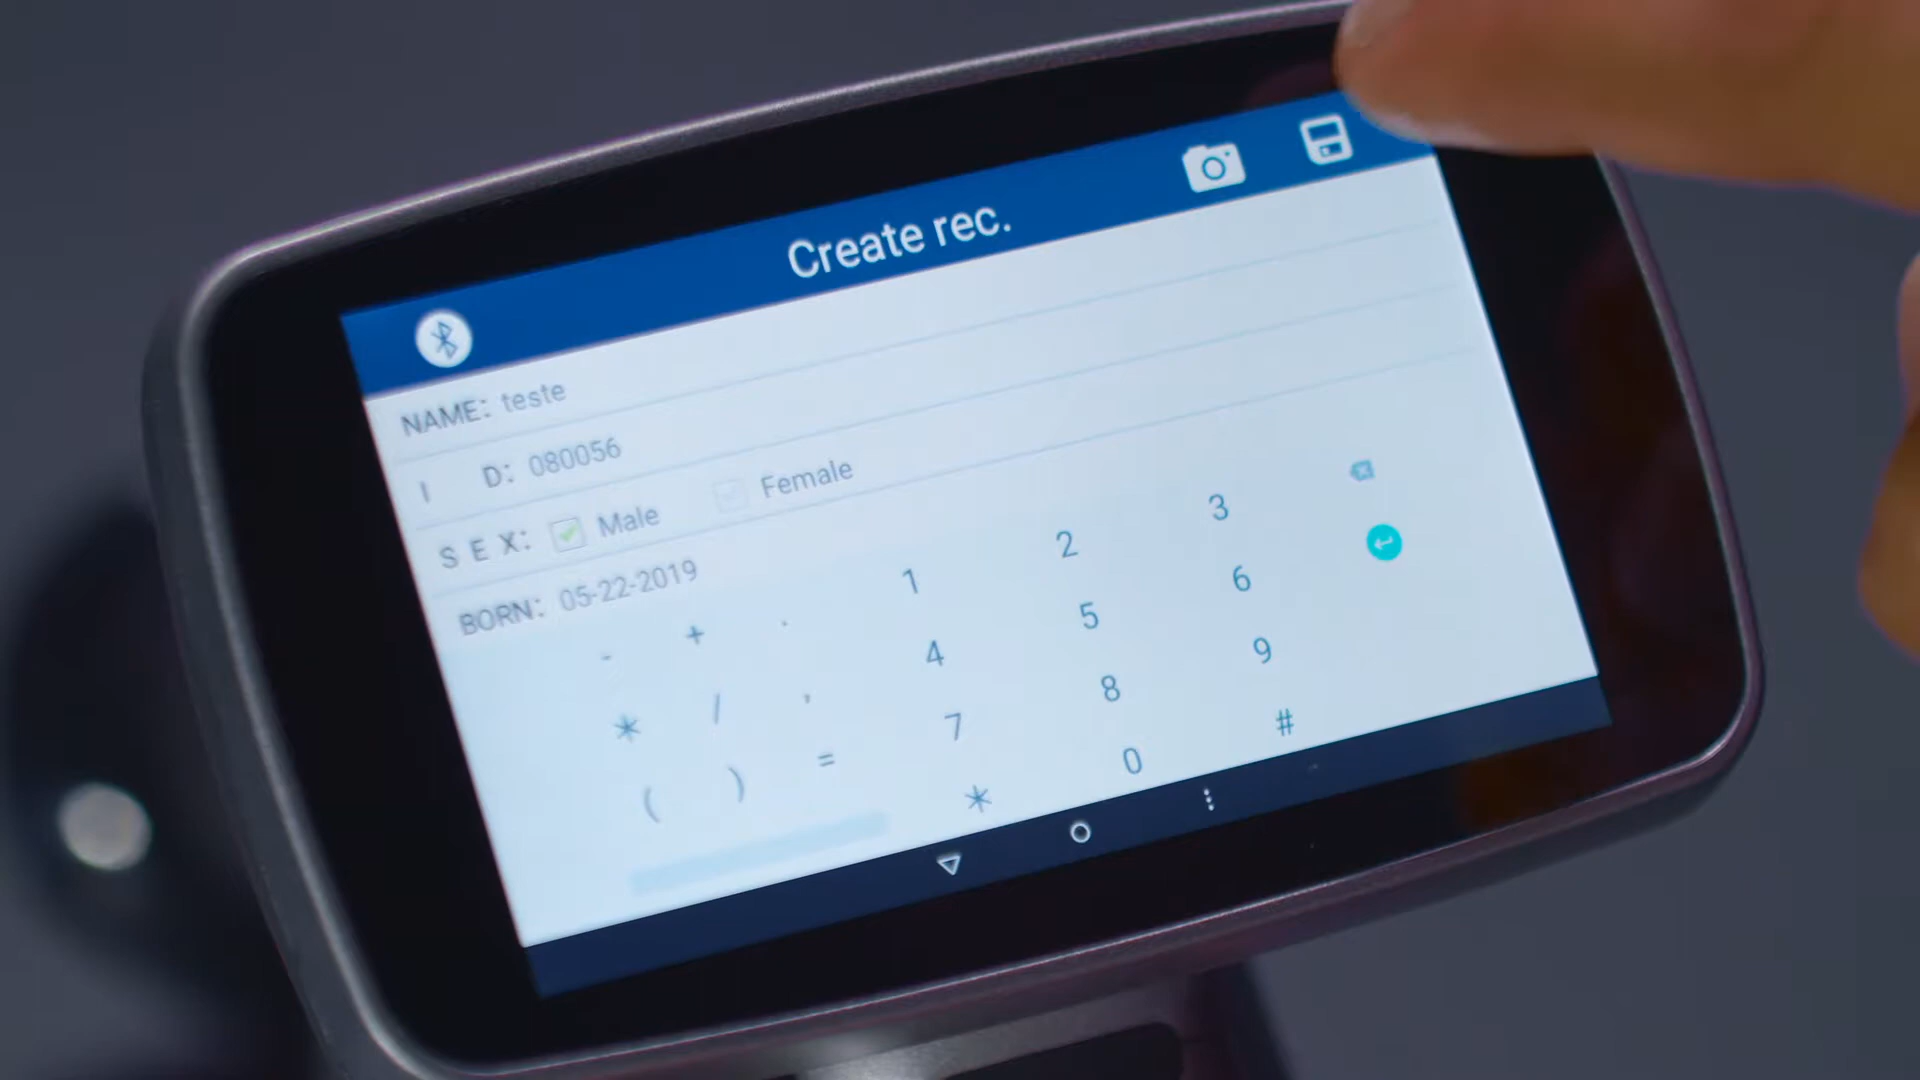 Create rec.
NAME: teste
I D: 080056
S E X: Male Female
BORN: 05-22-2019
- + . 1 2 3
* / , 4 5 6
( ) = 7 8 9
* 0 #